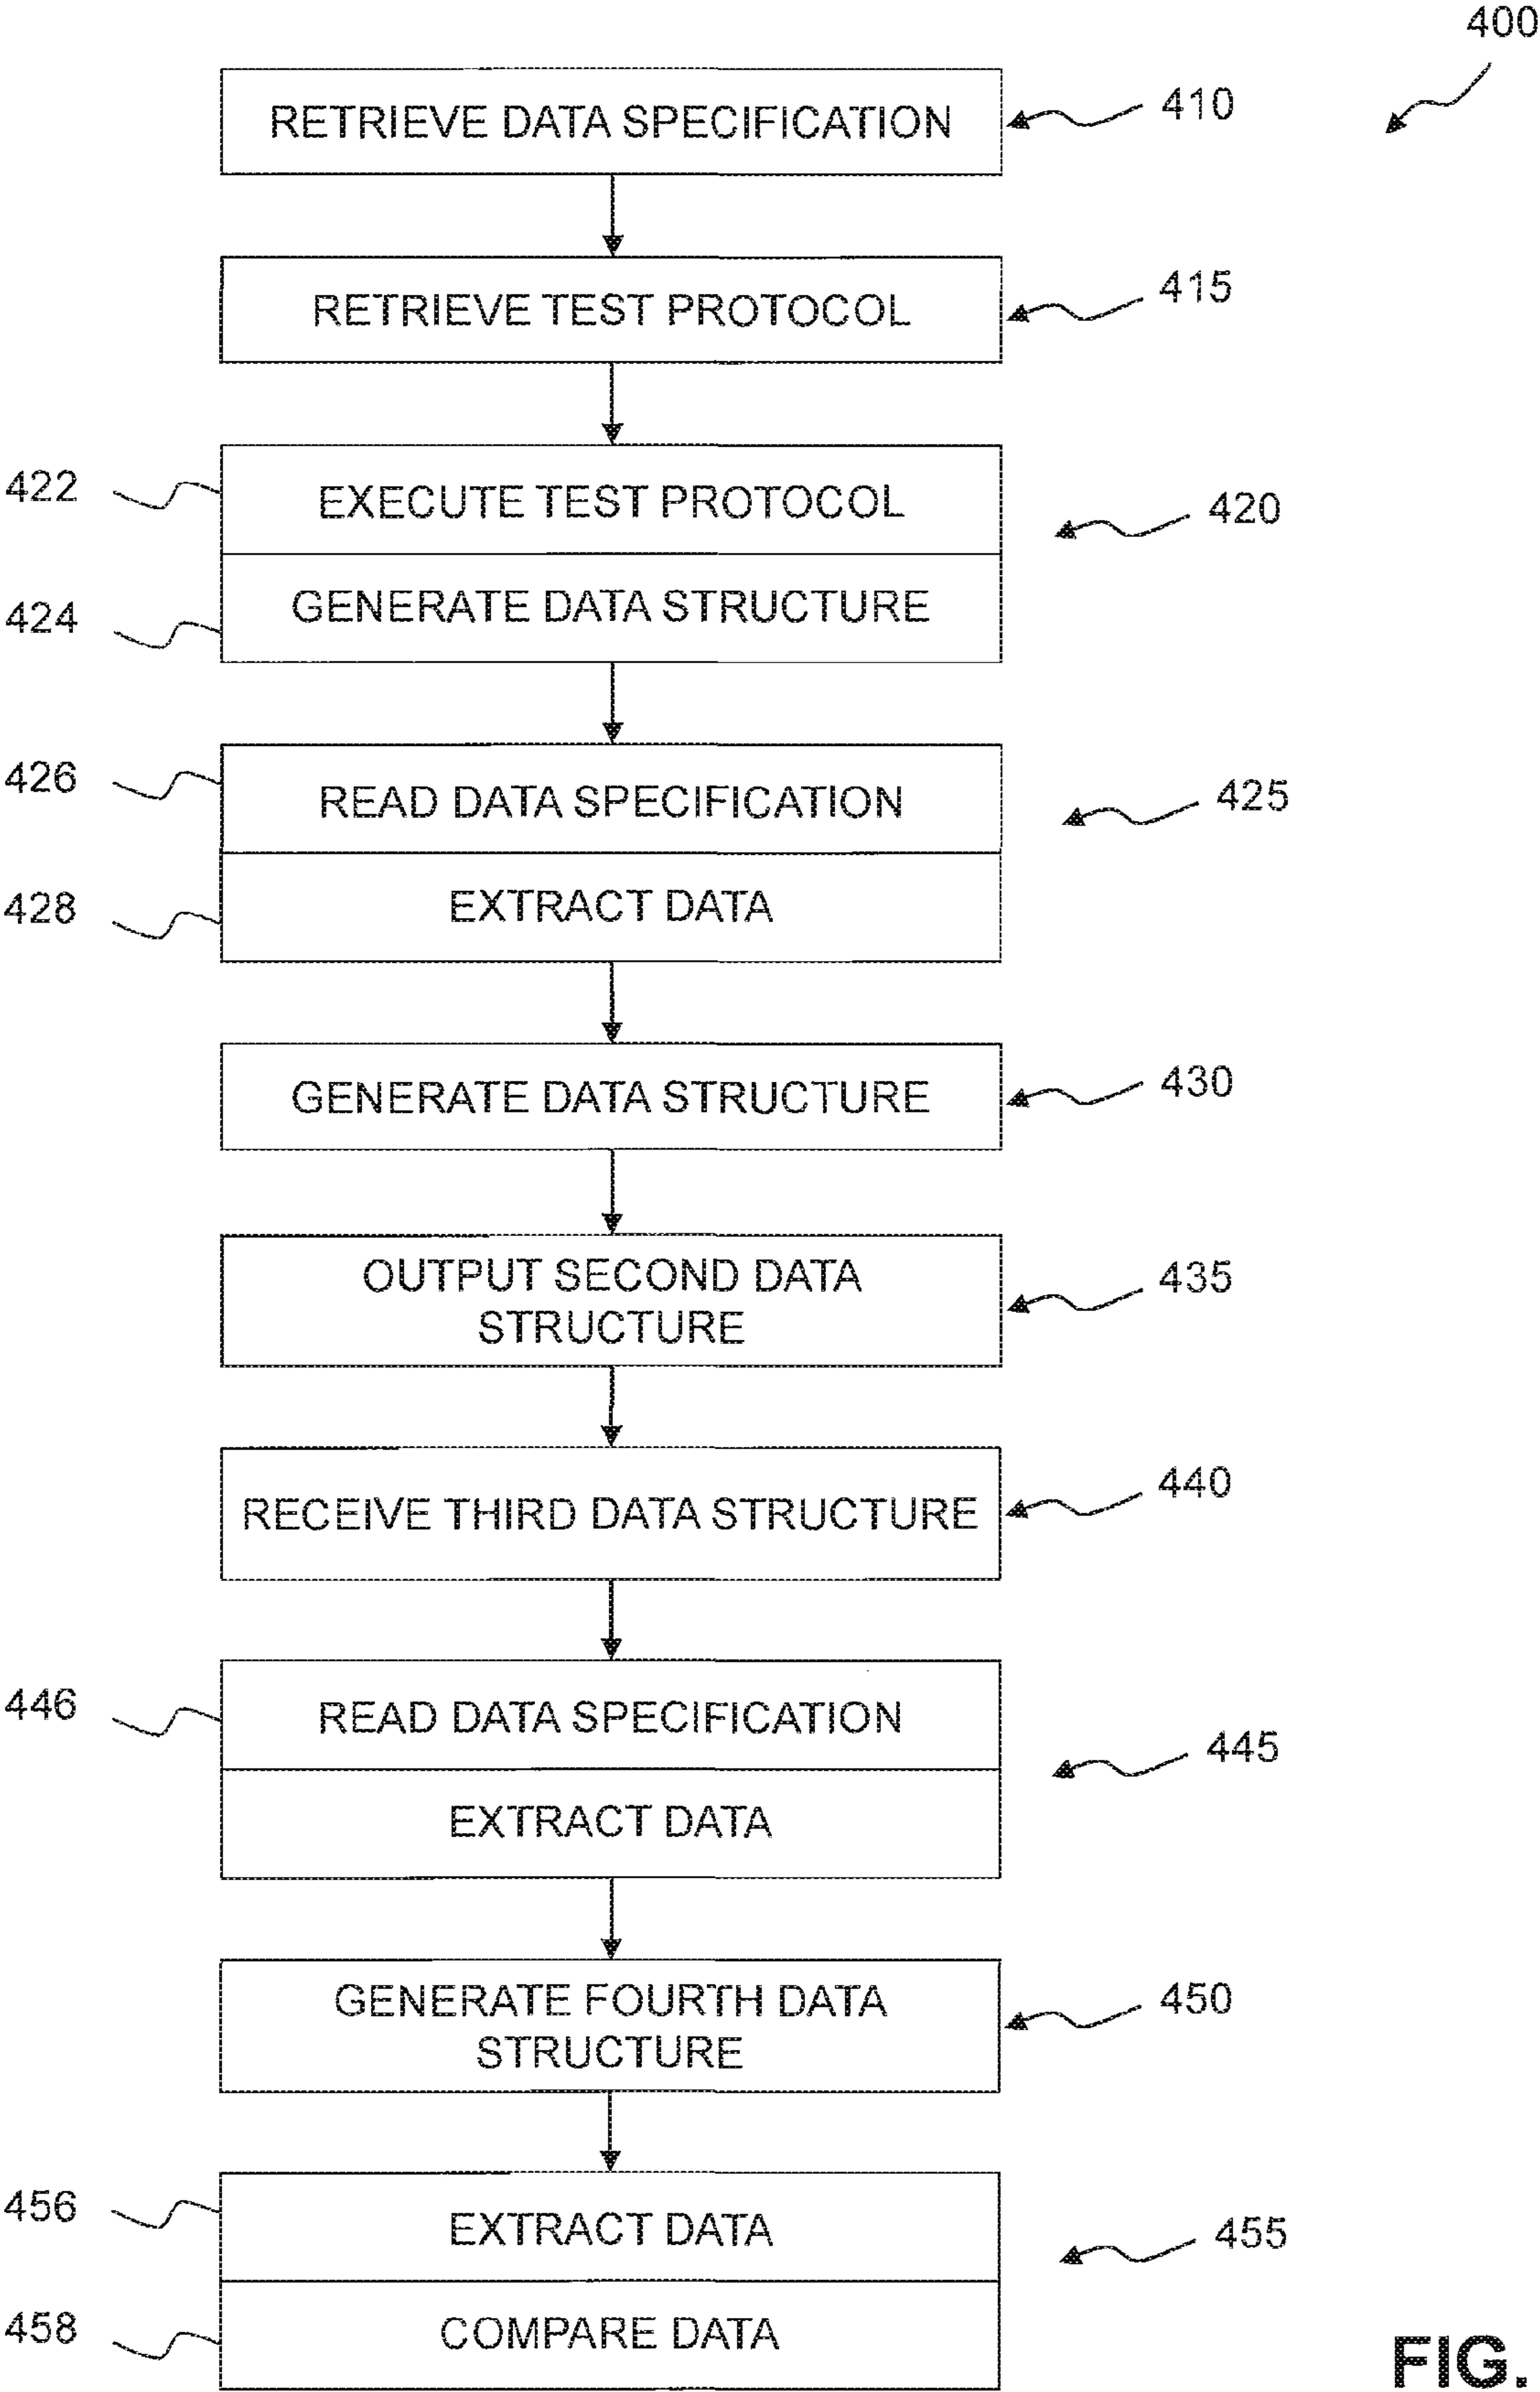 400
RETRIEVE DATA SPECIFICATION
410
RETRIEVE TEST PROTOCOL
415
422
EXECUTE TEST PROTOCOL
420
424
GENERATE DATA STRUCTURE
426
READ DATA SPECIFICATION
425
428
EXTRACT DATA
GENERATE DATA STRUCTURE
430
OUTPUT SECOND DATA
STRUCTURE
435
RECEIVE THIRD DATA STRUCTURE
440
446
READ DATA SPECIFICATION
445
EXTRACT DATA
GENERATE FOURTH DATA
STRUCTURE
450
456
EXTRACT DATA
455
458
COMPARE DATA
FIG.